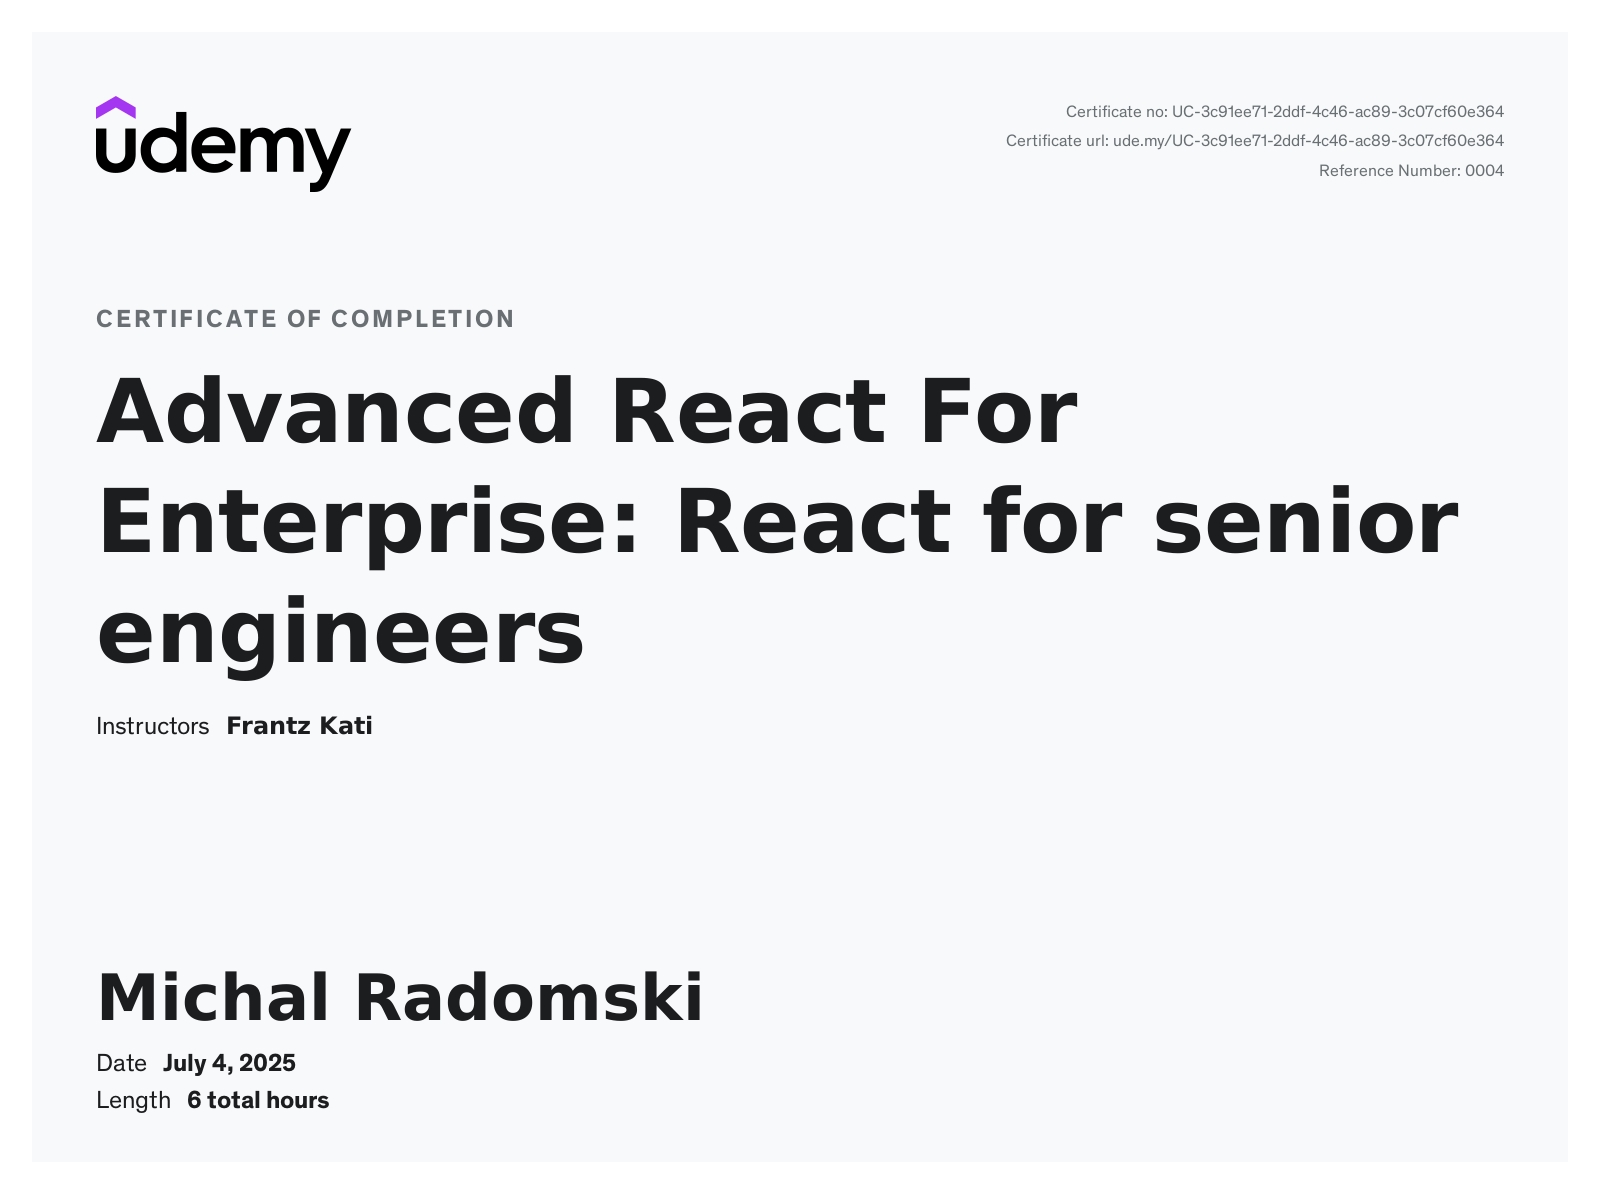 udemy
Certificate no: UC-3c91ee71-2ddf-4c46-ac89-3c07cf60e364
Certificate url: ude.my/UC-3c91ee71-2ddf-4c46-ac89-3c07cf60e364
Reference Number: 0004
CERTIFICATE OF COMPLETION
Advanced React For
Enterprise: React for senior
engineers
Instructors Frantz Kati
Michal Radomski
Date July 4, 2025
Length 6 total hours